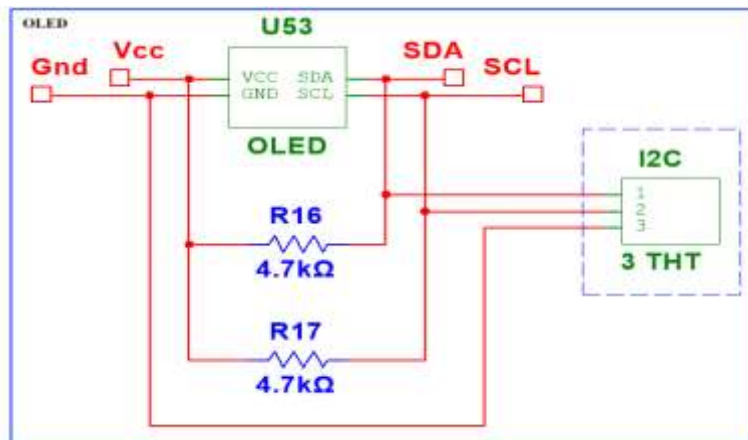 OLED
U53
Vcc
SDA
Gnd
SCL
VCC SDA
GND SCL
OLED
I2C
1
2
3
3 THT
R16
4.7kΩ
R17
4.7kΩ